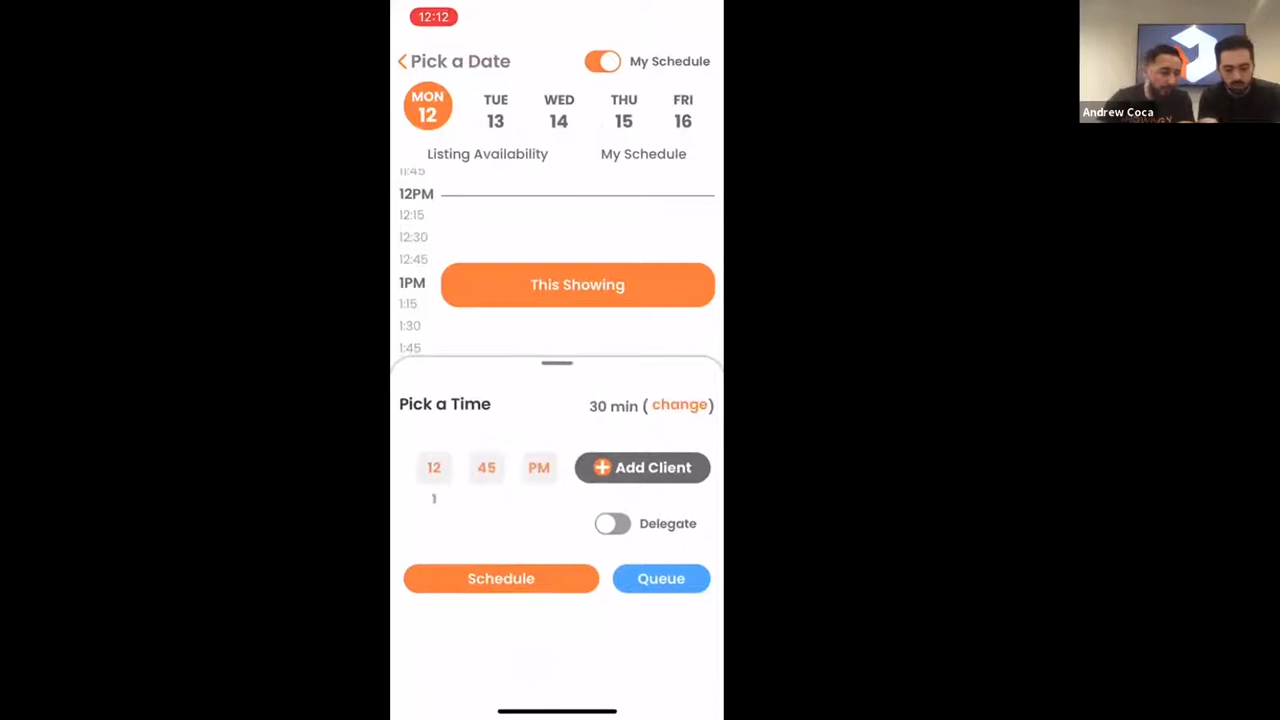 12:12
Pick a Date
My Schedule
MON TUE WED THU FRI
12 13 14 15 16
Listing Availability My Schedule
11:45
12PM
12:15
12:30
12:45
1PM
This Showing
1:15
1:30
1:45
Pick a Time
30 min ( change )
12 45 PM
Add Client
1
Delegate
Schedule
Queue
Andrew Coca